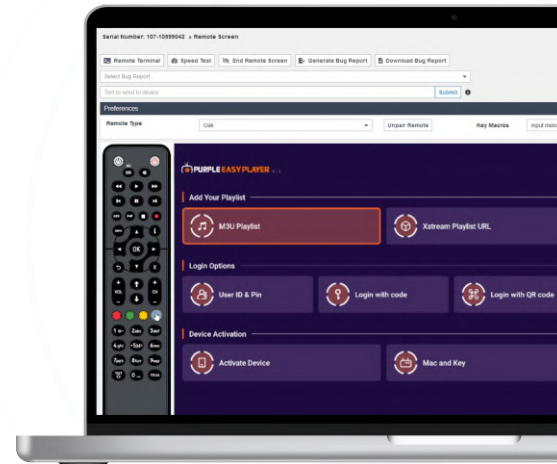 Serial Number: 107-10599042 » Remote Screen
Remote Terminal Speed Test End Remote Screen Generate Bug Report Download Bug Report
Select Bug Report
Text to send to device Submit
Preferences
Remote Type Oak Unpair Remote Key Macros
PURPLE EASY PLAYER
Add Your Playlist
M3U Playlist Xstream Playlist URL
Login Options
User ID & Pin Login with code Login with QR code
Device Activation
Activate Device Mac and Key
OK
VOL CH